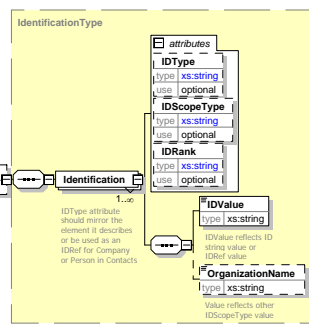 IdentificationType
attributes
IDType
type xs:string
use optional
IDScopeType
type xs:string
use optional
IDRank
type xs:string
use optional
Identification
1..∞
IDType attribute
should mirror the
element it describes
or be used as an
IDRef for Company
or Person in Contacts
IDValue
type xs:string
IDValue reflects ID
string value or
IDRef value
OrganizationName
type xs:string
Value reflects other
IDScopeType value